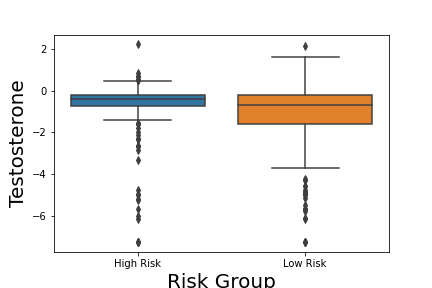 2
0
−2
−4
−6
Testosterone
High Risk
Low Risk
Risk Group